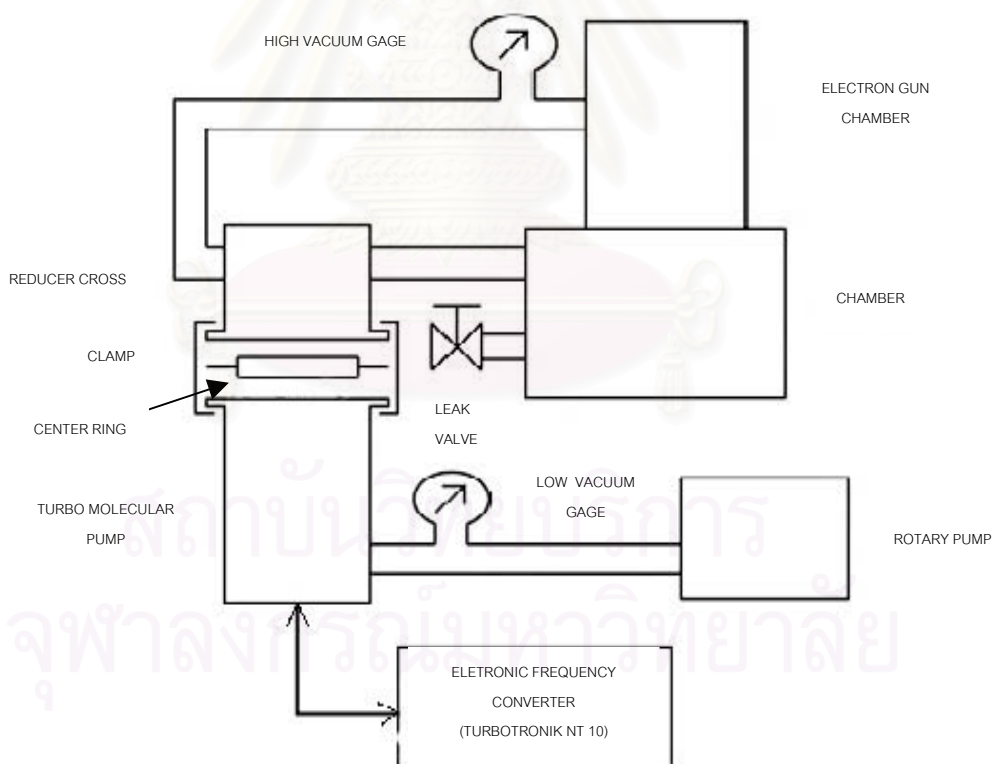 HIGH VACUUM GAGE
ELECTRON GUN
CHAMBER
REDUCER CROSS
CHAMBER
CLAMP
LEAK
VALVE
CENTER RING
LOW VACUUM
GAGE
TURBO MOLECULAR
PUMP
ROTARY PUMP
สถาบันวิทยบริการ
จุฬาลงกรณ์มหาวิทยาลัย
ELETRONIC FREQUENCY
CONVERTER
(TURBOTRONIK NT 10)